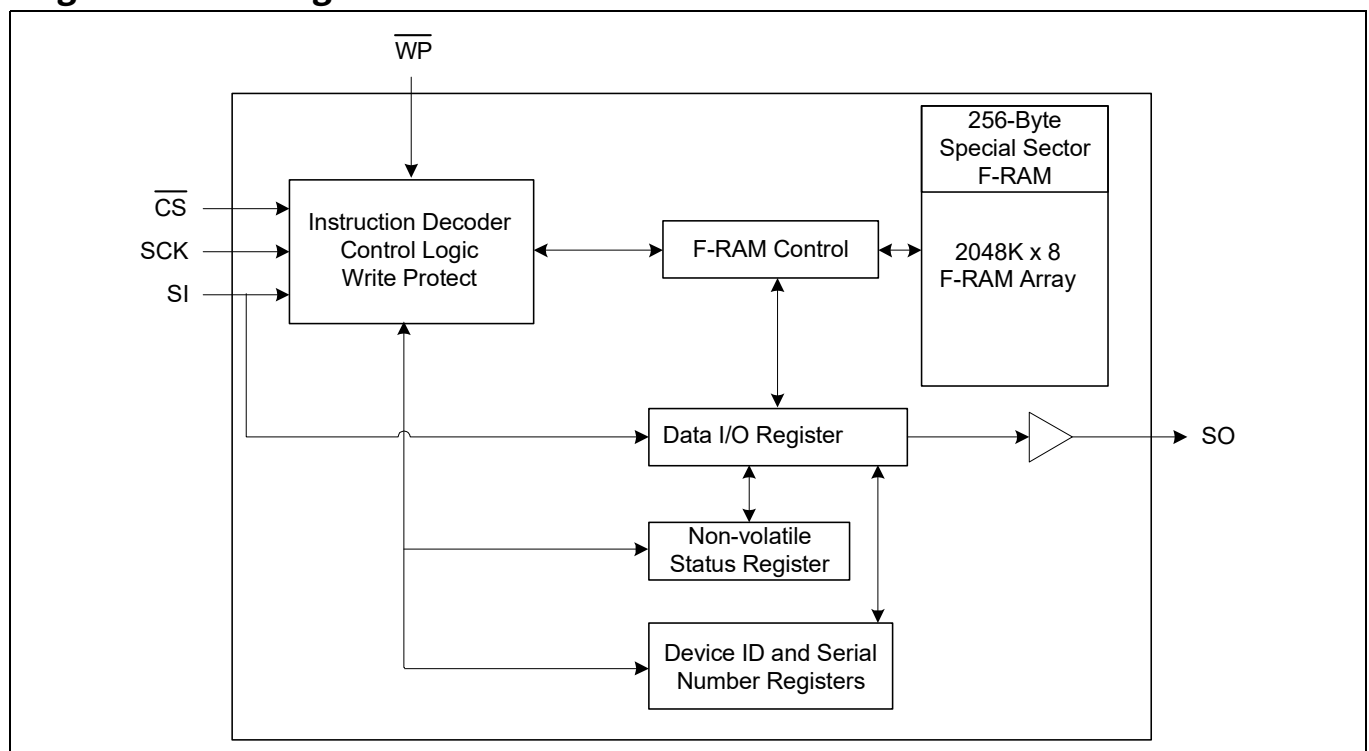 WP
256-Byte
Special Sector
F-RAM
CS
SCK
SI
Instruction Decoder
Control Logic
Write Protect
F-RAM Control
2048K x 8
F-RAM Array
Data I/O Register
SO
Non-volatile
Status Register
Device ID and Serial
Number Registers